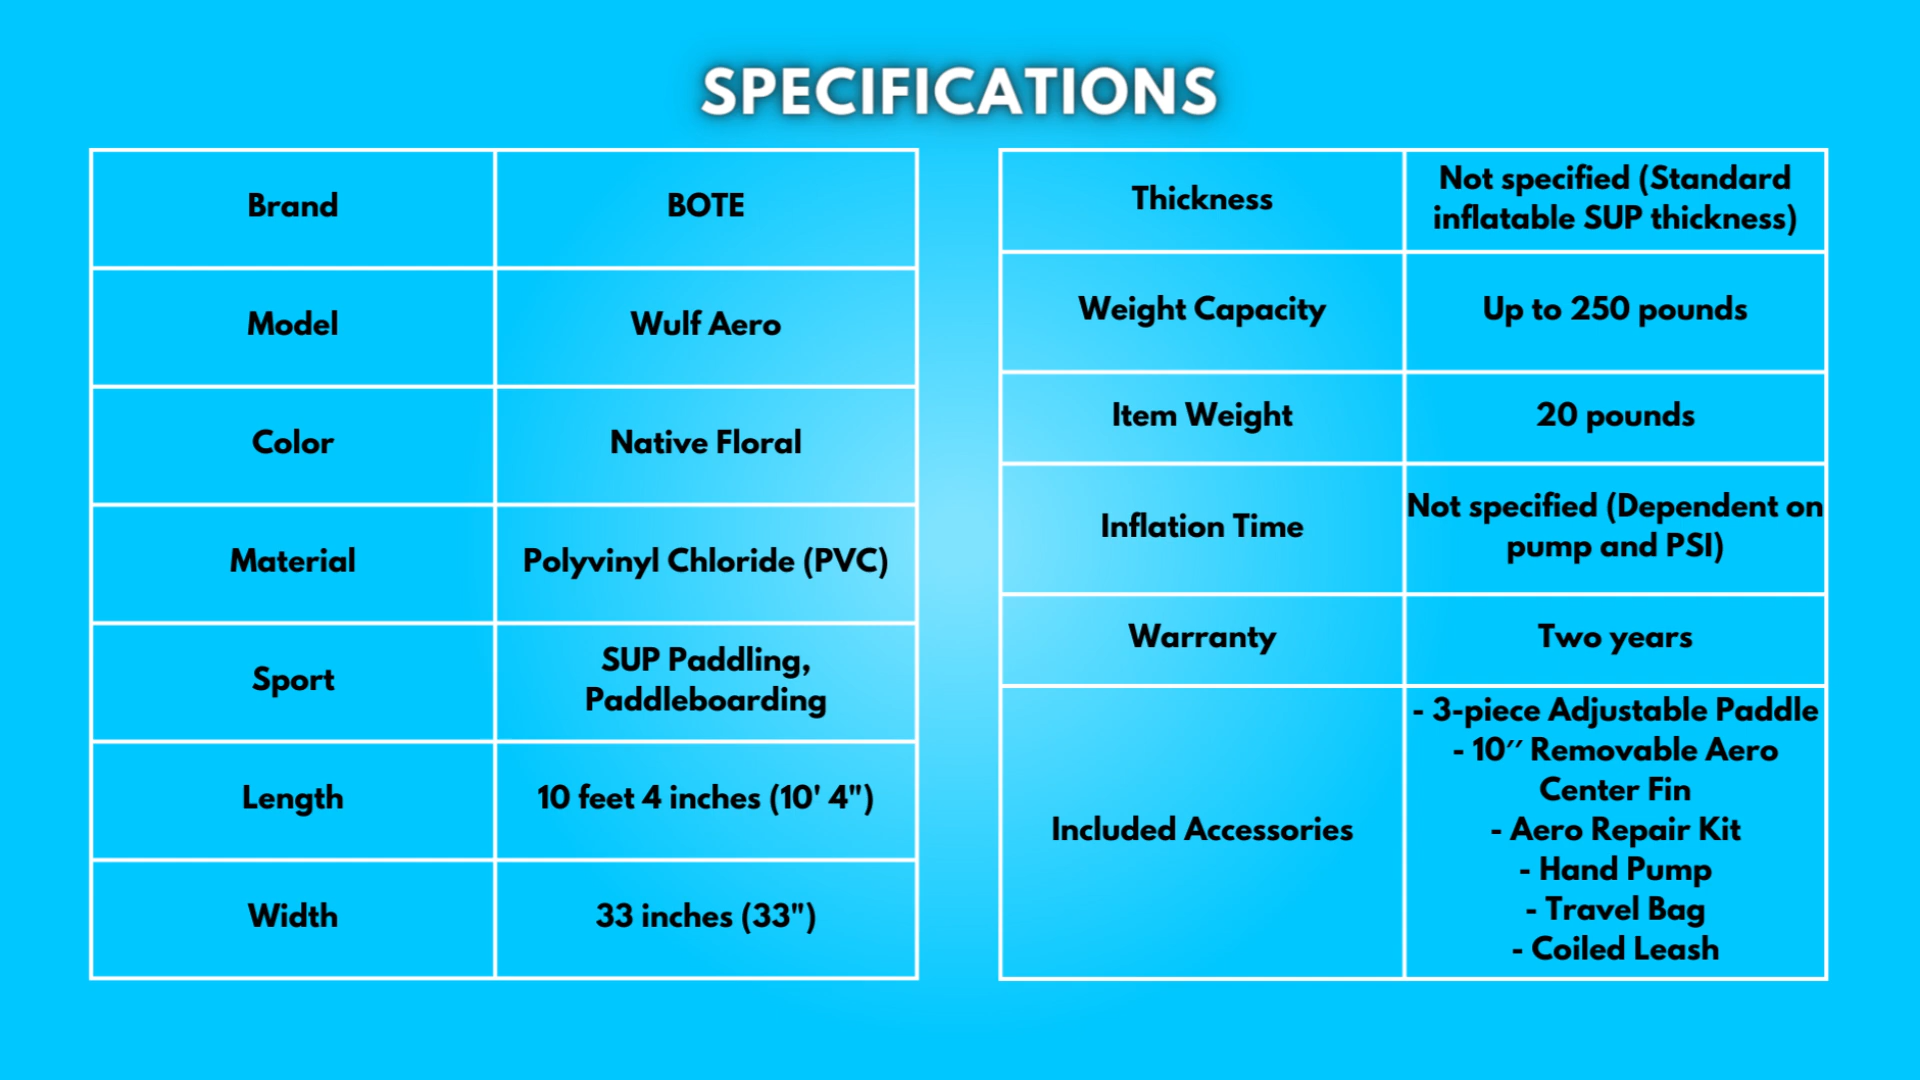 SPECIFICATIONS
Brand
BOTE
Model
Wulf Aero
Color
Native Floral
Material
Polyvinyl Chloride (PVC)
Sport
SUP Paddling,
Paddleboarding
Length
10 feet 4 inches (10' 4")
Width
33 inches (33")
Thickness
Not specified (Standard
inflatable SUP thickness)
Weight Capacity
Up to 250 pounds
Item Weight
20 pounds
Inflation Time
Not specified (Dependent on
pump and PSI)
Warranty
Two years
Included Accessories
- 3-piece Adjustable Paddle
- 10′′ Removable Aero
Center Fin
- Aero Repair Kit
- Hand Pump
- Travel Bag
- Coiled Leash